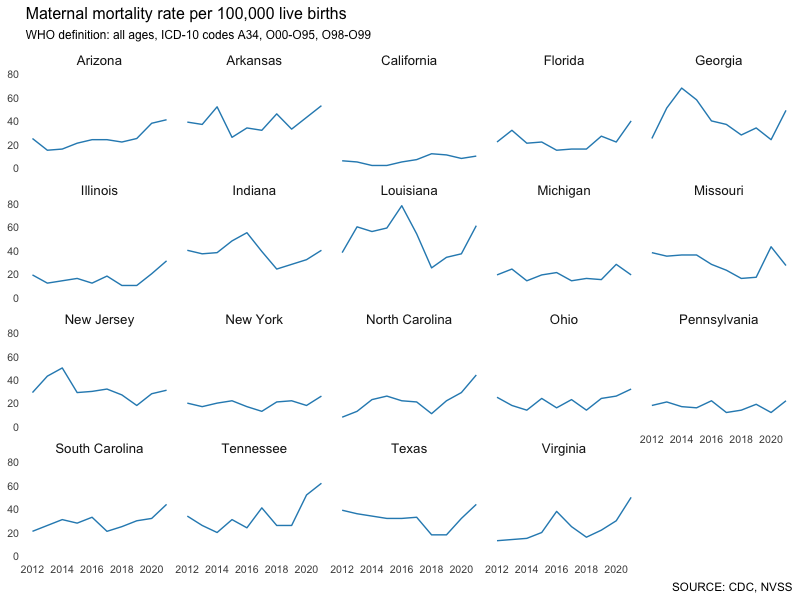 Maternal mortality rate per 100,000 live births
WHO definition: all ages, ICD-10 codes A34, O00-O95, O98-O99
Arizona Arkansas California Florida Georgia
80
60
40
20
0
Illinois Indiana Louisiana Michigan Missouri
80
60
40
20
0
New Jersey New York North Carolina Ohio Pennsylvania
80
60
40
20
0
2012 2014 2016 2018 2020
South Carolina Tennessee Texas Virginia
80
60
40
20
0
2012 2014 2016 2018 2020 2012 2014 2016 2018 2020 2012 2014 2016 2018 2020 2012 2014 2016 2018 2020
SOURCE: CDC, NVSS